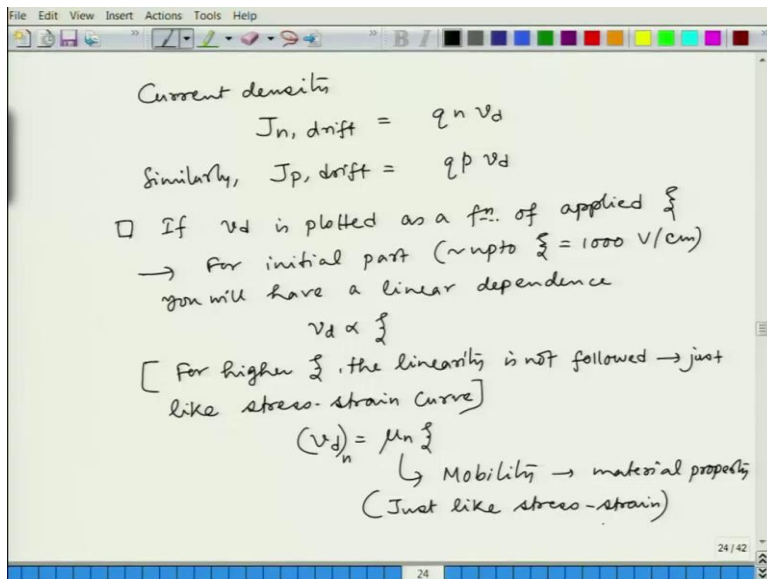 File Edit View Insert Actions Tools Help
B I
Current density
Jn, drift = q n vd
Similarly, Jp, drift = q p vd
□ If vd is plotted as a fn. of applied ξ
→ For initial part (~upto ξ = 1000 V/cm)
you will have a linear dependence
vd ∝ ξ
[For higher ξ, the linearity is not followed → just
like stress-strain curve]
(vd)n = μn ξ
↳ Mobility → material property
(Just like stress-strain)
24 / 42
24